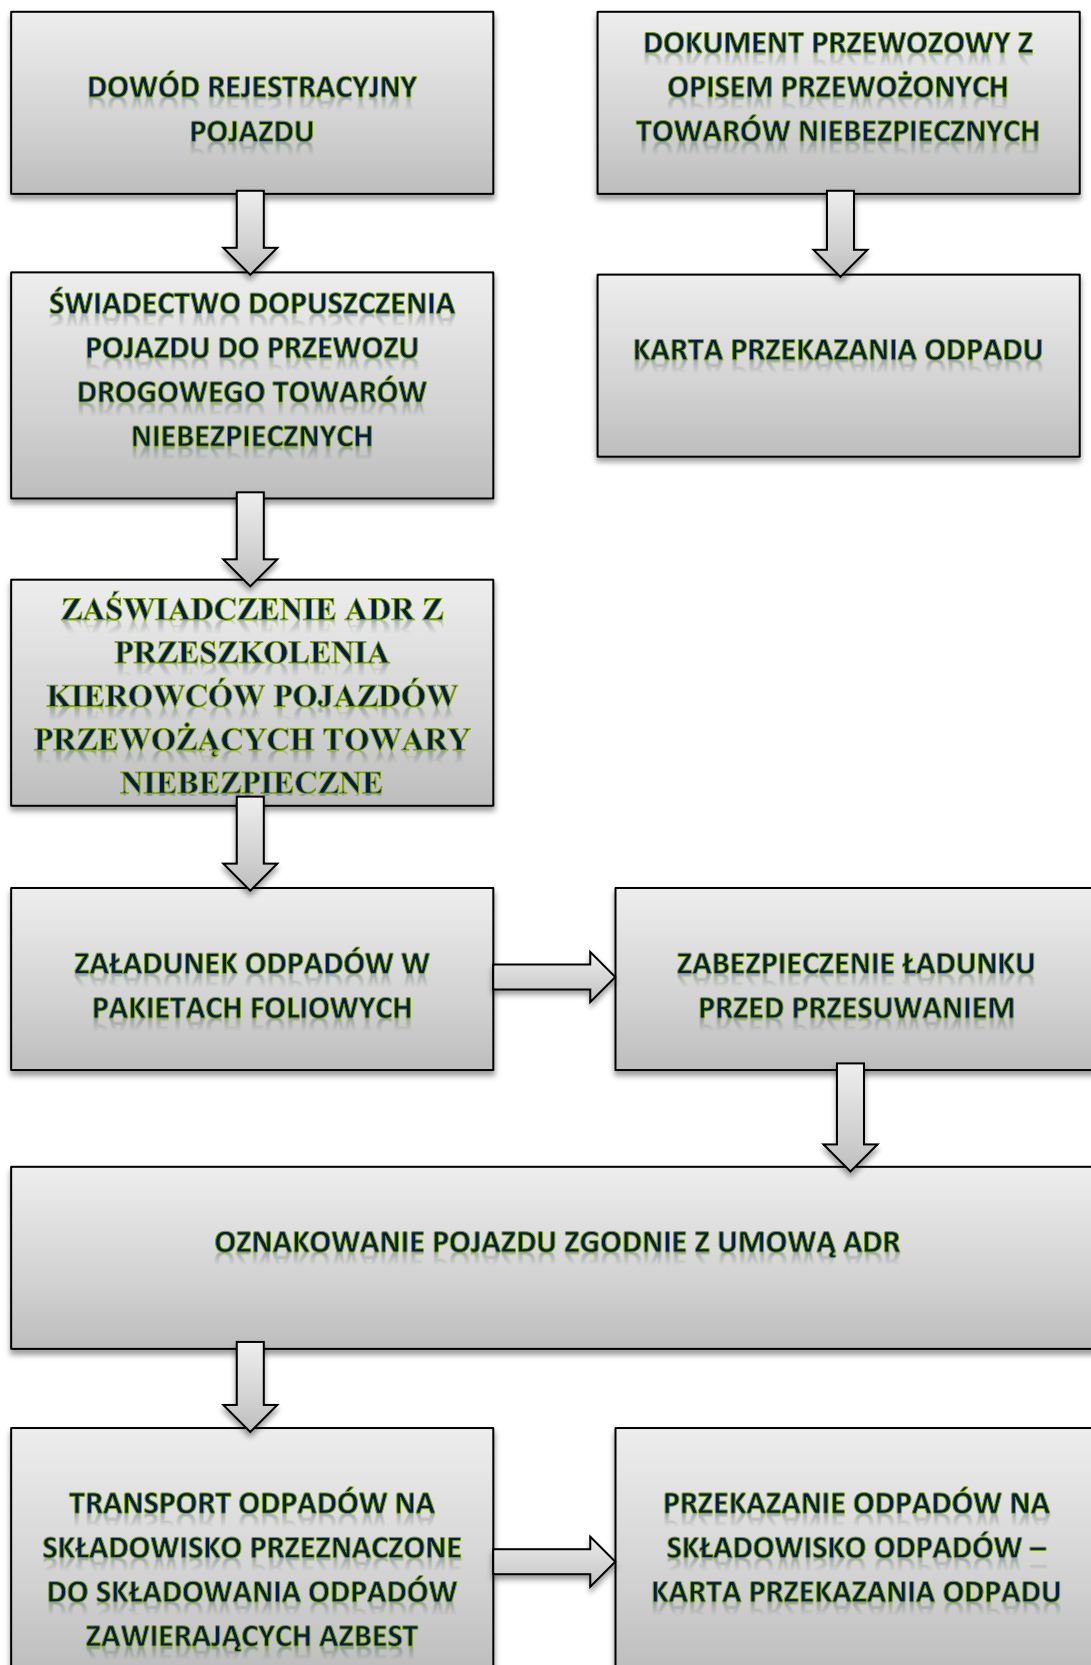 DOWÓD REJESTRACYJNY
POJAZDU
DOKUMENT PRZEWOZOWY Z
OPISEM PRZEWOŻONYCH
TOWARÓW NIEBEZPIECZNYCH
ŚWIADECTWO DOPUSZCZENIA
POJAZDU DO PRZEWOZU
DROGOWEGO TOWARÓW
NIEBEZPIECZNYCH
KARTA PRZEKAZANIA ODPADU
ZAŚWIADCZENIE ADR Z
PRZESZKOLENIA
KIEROWCÓW POJAZDÓW
PRZEWOŻĄCYCH TOWARY
NIEBEZPIECZNE
ZAŁADUNEK ODPADÓW W
PAKIETACH FOLIOWYCH
ZABEZPIECZENIE ŁADUNKU
PRZED PRZESUWANIEM
OZNAKOWANIE POJAZDU ZGODNIE Z UMOWĄ ADR
TRANSPORT ODPADÓW NA
SKŁADOWISKO PRZEZNACZONE
DO SKŁADOWANIA ODPADÓW
ZAWIERAJĄCYCH AZBEST
PRZEKAZANIE ODPADÓW NA
SKŁADOWISKO ODPADÓW –
KARTA PRZEKAZANIA ODPADU